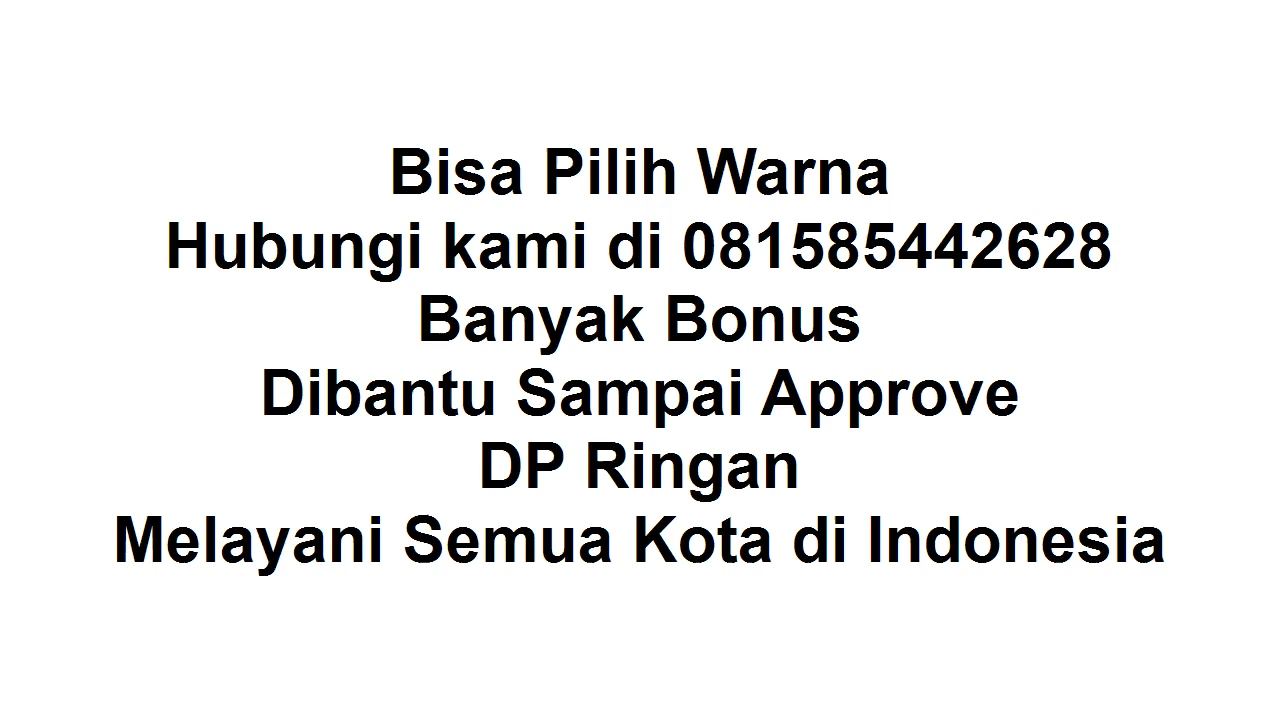 Bisa Pilih Warna
Hubungi kami di 081585442628
Banyak Bonus
Dibantu Sampai Approve
DP Ringan
Melayani Semua Kota di Indonesia